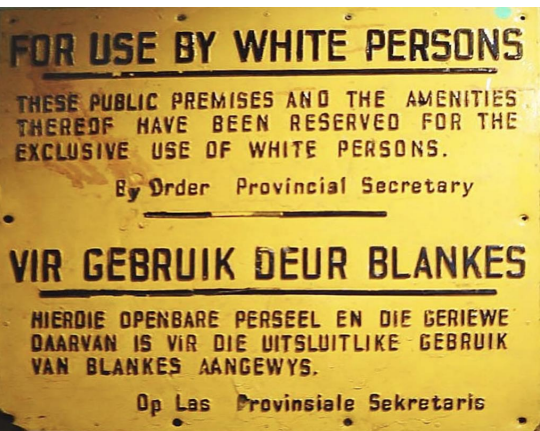 FOR USE BY WHITE PERSONS
THESE PUBLIC PREMISES AND THE AMENITIES
THEREOF HAVE BEEN RESERVED FOR THE
EXCLUSIVE USE OF WHITE PERSONS.
By Order Provincial Secretary
VIR GEBRUIK DEUR BLANKES
HIERDIE OPENBARE PERSEEL EN DIE GERIEWE
DAARVAN IS VIR DIE UITSLUITLIKE GEBRUIK
VAN BLANKES AANGEWYS.
Op Las Provinsiale Sekretaris